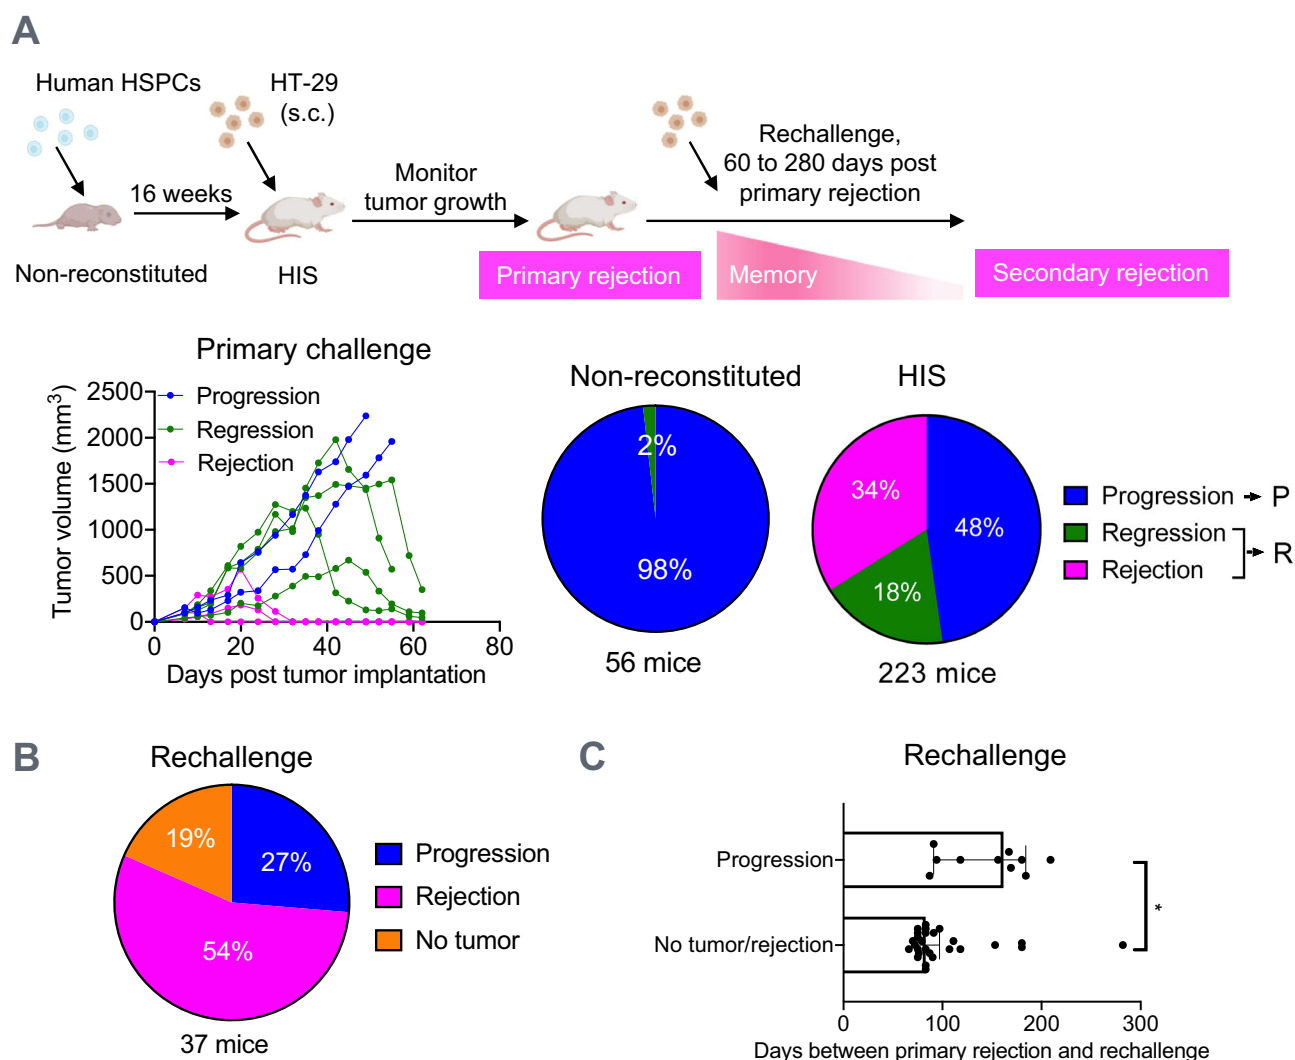 A
Human HSPCs
HT-29
(s.c.)
16 weeks
Monitor
tumor growth
Rechallenge,
60 to 280 days post
primary rejection
Non-reconstituted
HIS
Primary rejection
Memory
Secondary rejection
Primary challenge
Tumor volume (mm3)
2500
2000
1500
1000
500
0
Progression
Regression
Rejection
0
20
40
60
80
Days post tumor implantation
Non-reconstituted
2%
98%
56 mice
HIS
34%
48%
18%
223 mice
Progression
P
Regression
R
Rejection
B
Rechallenge
19%
27%
54%
37 mice
Progression
Rejection
No tumor
C
Rechallenge
Progression
No tumor/rejection
*
0
100
200
300
Days between primary rejection and rechallenge